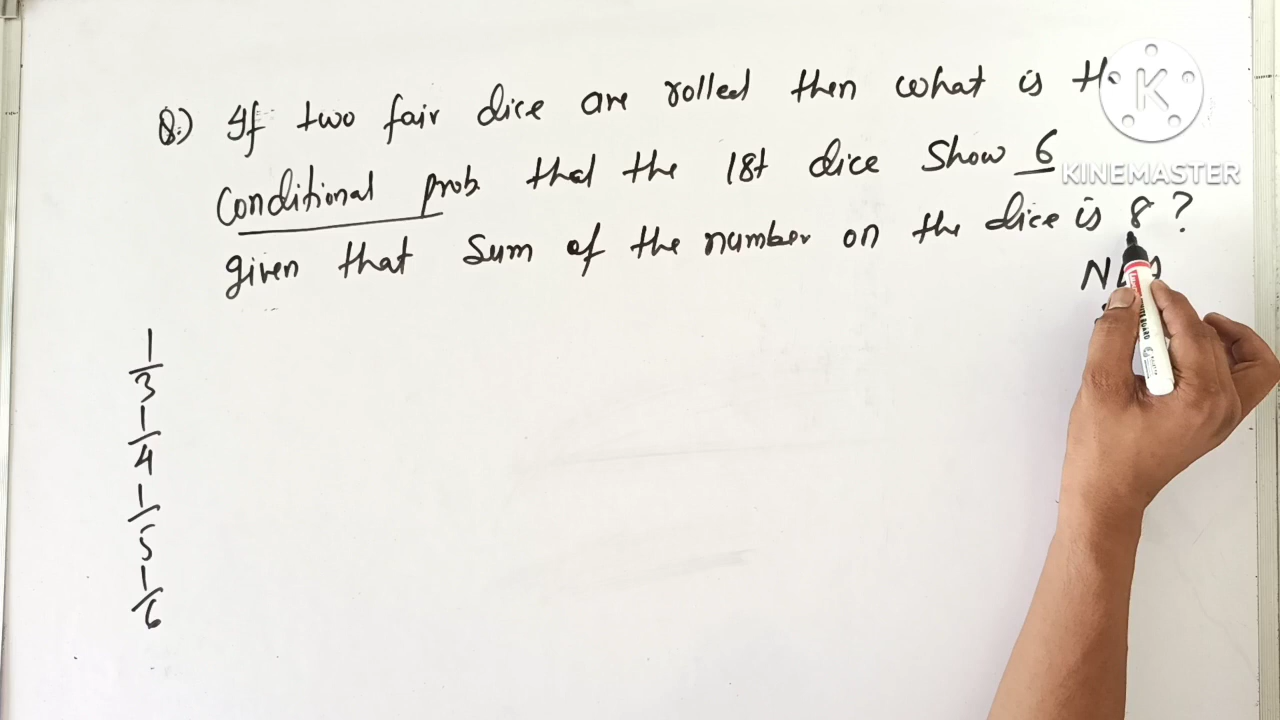 Q.) If two fair dice are rolled then what is
Conditional prob. that the 1st dice Show 6
given that Sum of the number on the dice is 8 ?
1/3
1/4
1/5
1/6
K
KINEMASTER